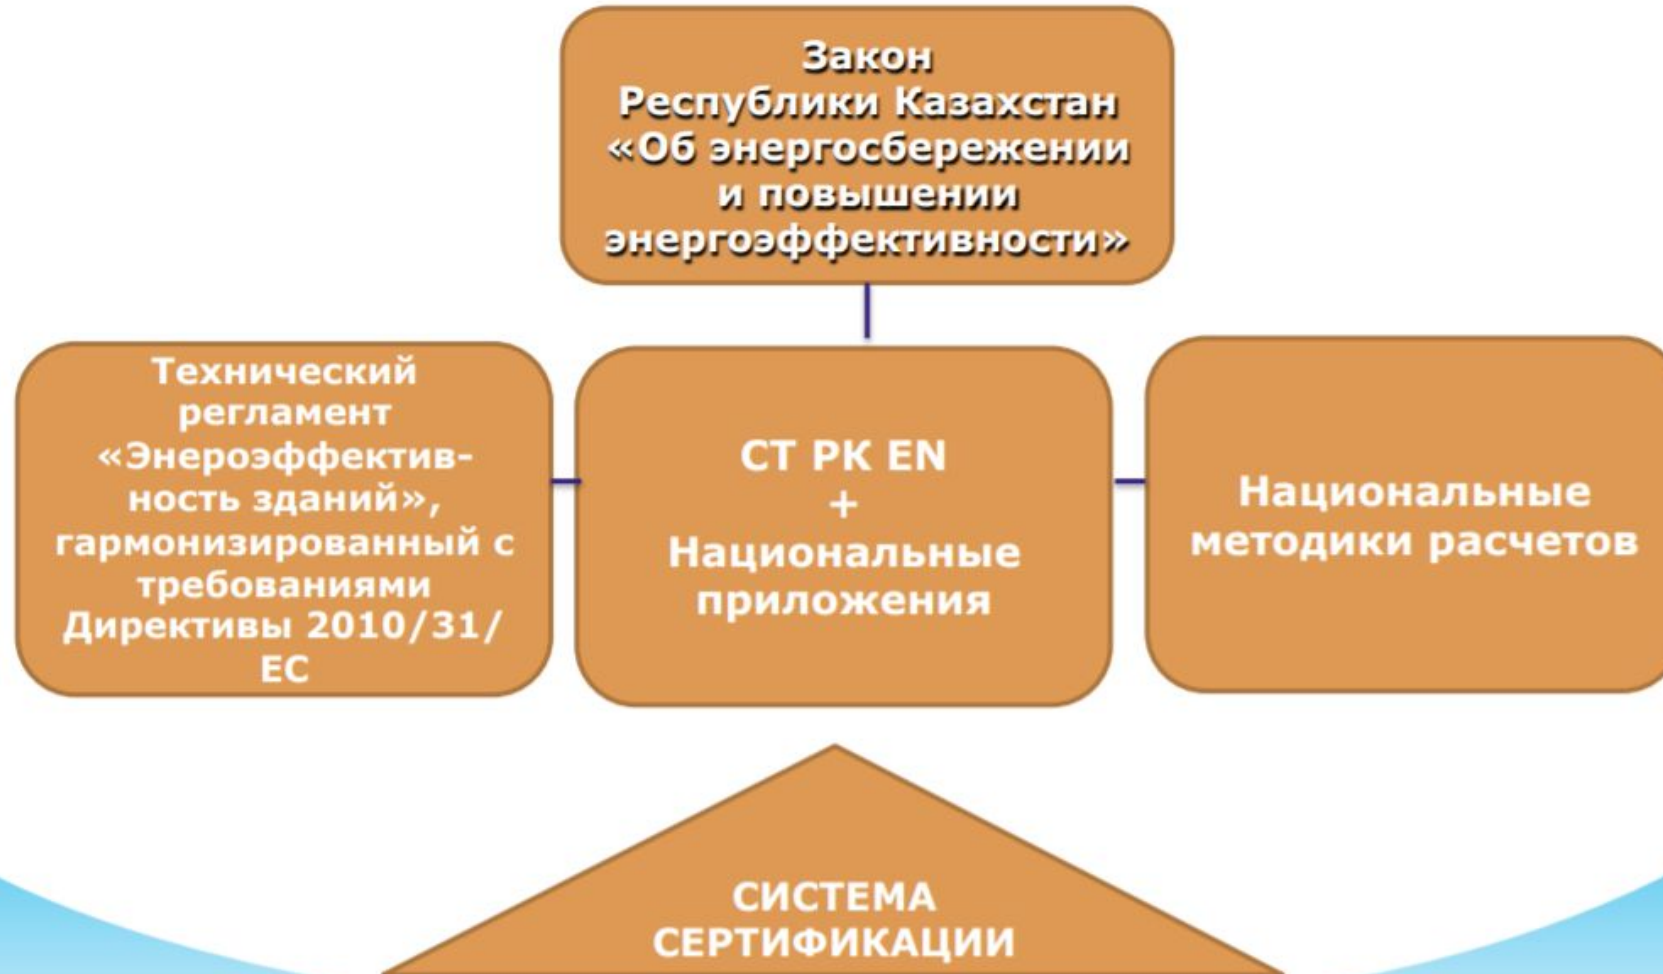 Закон
Республики Казахстан
«Об энергосбережении
и повышении
энергоэффективности»
Технический
регламент
«Энероэффектив-
ность зданий»,
гармонизированный с
требованиями
Директивы 2010/31/
ЕС
СТ РК EN
+
Национальные
приложения
Национальные
методики расчетов
СИСТЕМА
СЕРТИФИКАЦИИ